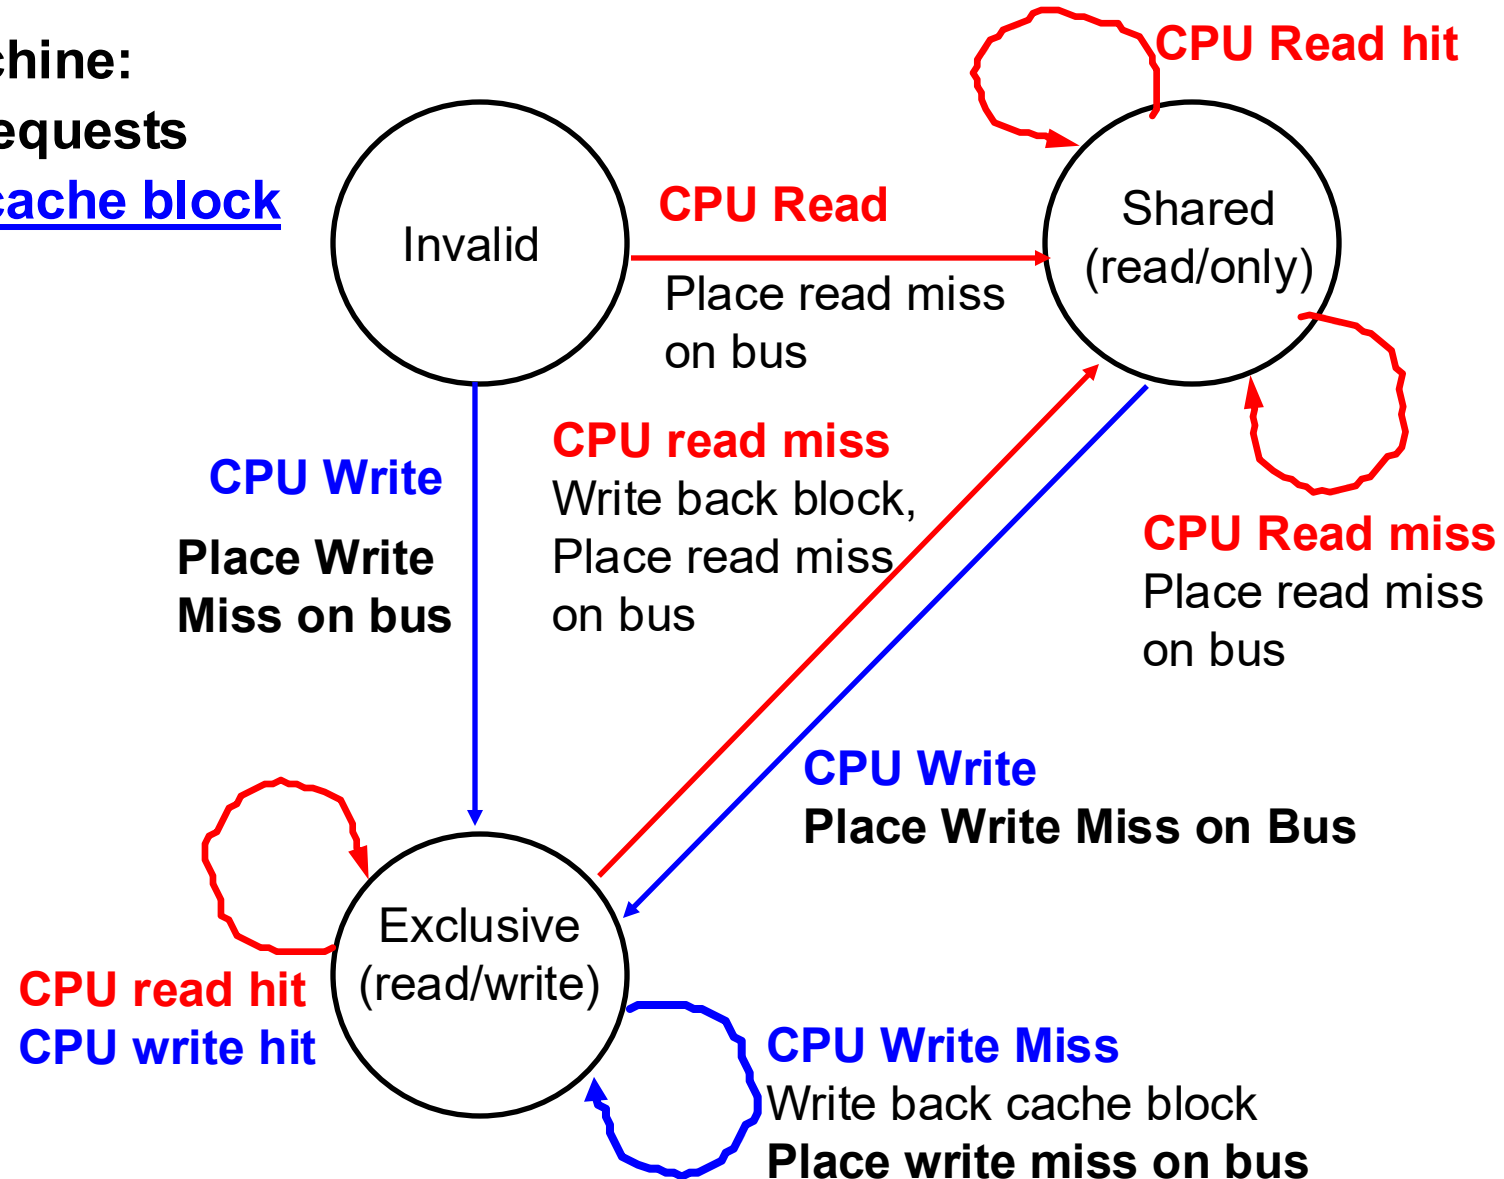 chine:
equests
cache block
CPU Read hit
Invalid
CPU Read
Place read miss
on bus
Shared
(read/only)
CPU Write
Place Write
Miss on bus
CPU read miss
Write back block,
Place read miss
on bus
CPU Read miss
Place read miss
on bus
CPU Write
Place Write Miss on Bus
Exclusive
(read/write)
CPU read hit
CPU write hit
CPU Write Miss
Write back cache block
Place write miss on bus